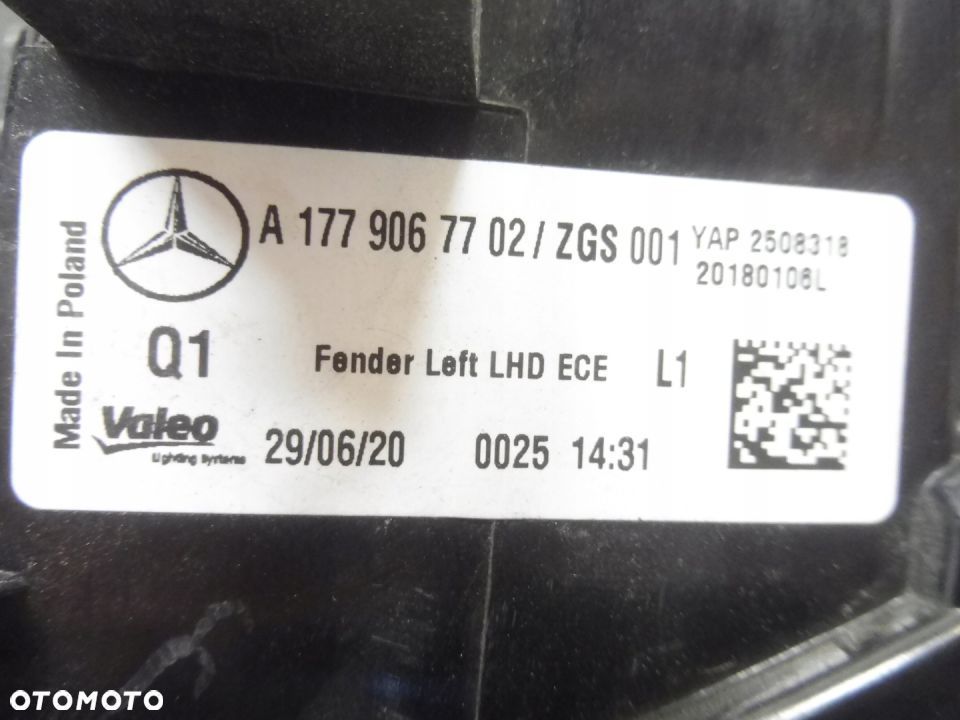 A 177 906 77 02 / ZGS 001
YAP 2508318
20180106L
Made In Poland
Q1
Fender Left LHD ECE L1
Valeo
Lighting Systems
29/06/20 0025 14:31
OTOMOTO